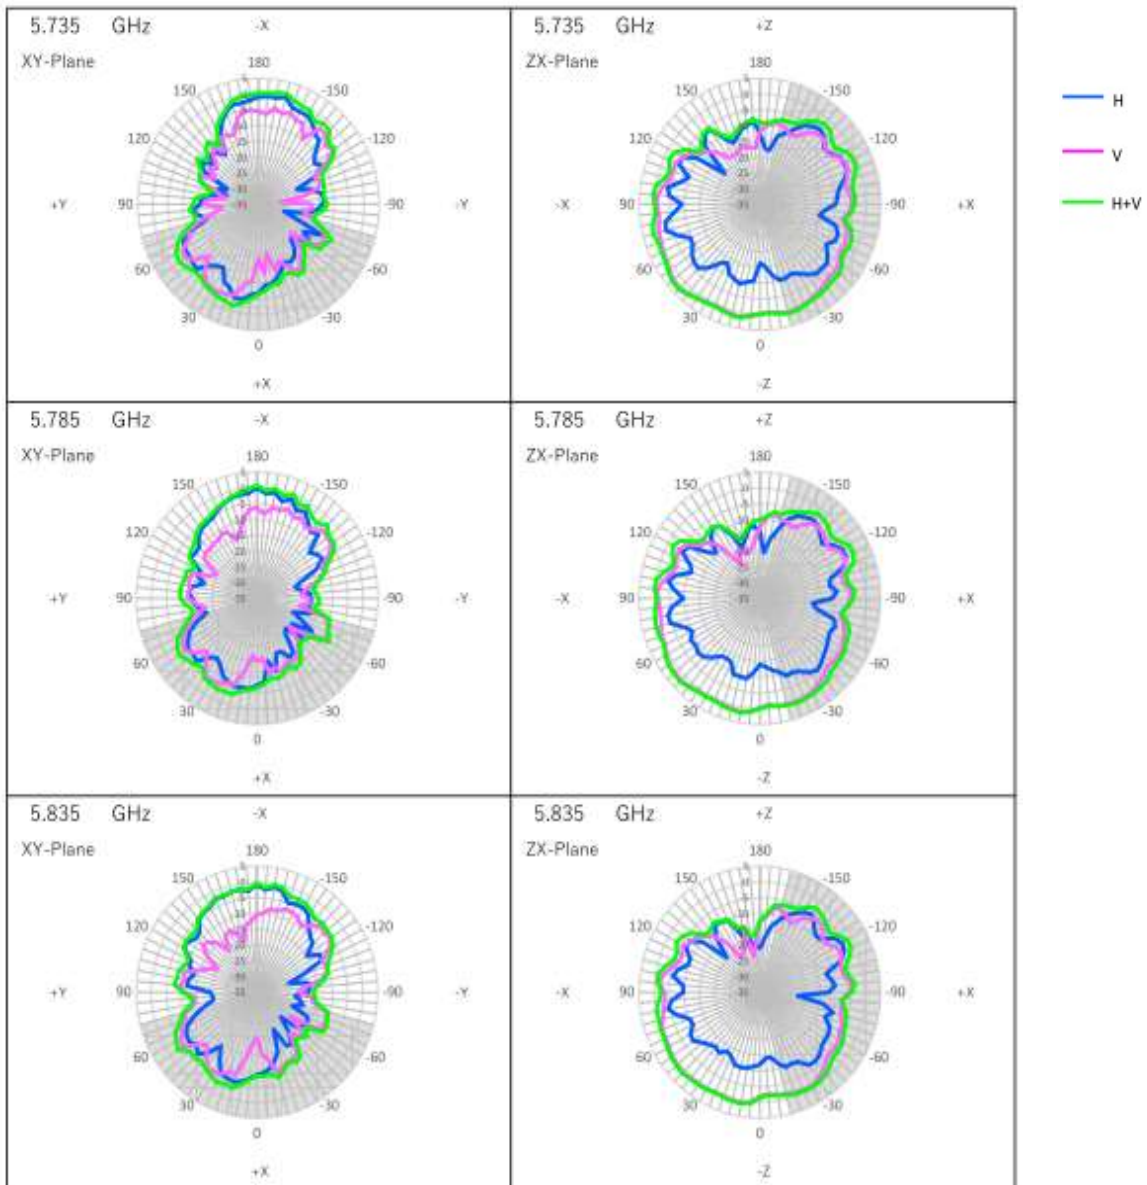 5.735 GHz -X
XY-Plane
180
150 -150
120 -120
+Y 90 -90 -Y
60 -60
30 -30
0
+X
5.735 GHz +Z
ZX-Plane
180
150 -150
120 -120
-X 90 -90 +X
60 -60
30 -30
0
-Z
H
V
H+V
5.785 GHz -X
XY-Plane
180
150 -150
120 -120
+Y 90 -90 -Y
60 -60
30 -30
0
+X
5.785 GHz +Z
ZX-Plane
180
150 -150
120 -120
-X 90 -90 +X
60 -60
30 -30
0
-Z
5.835 GHz -X
XY-Plane
180
150 -150
120 -120
+Y 90 -90 -Y
60 -60
30 -30
0
+X
5.835 GHz +Z
ZX-Plane
180
150 -150
120 -120
-X 90 -90 +X
60 -60
30 -30
0
-Z